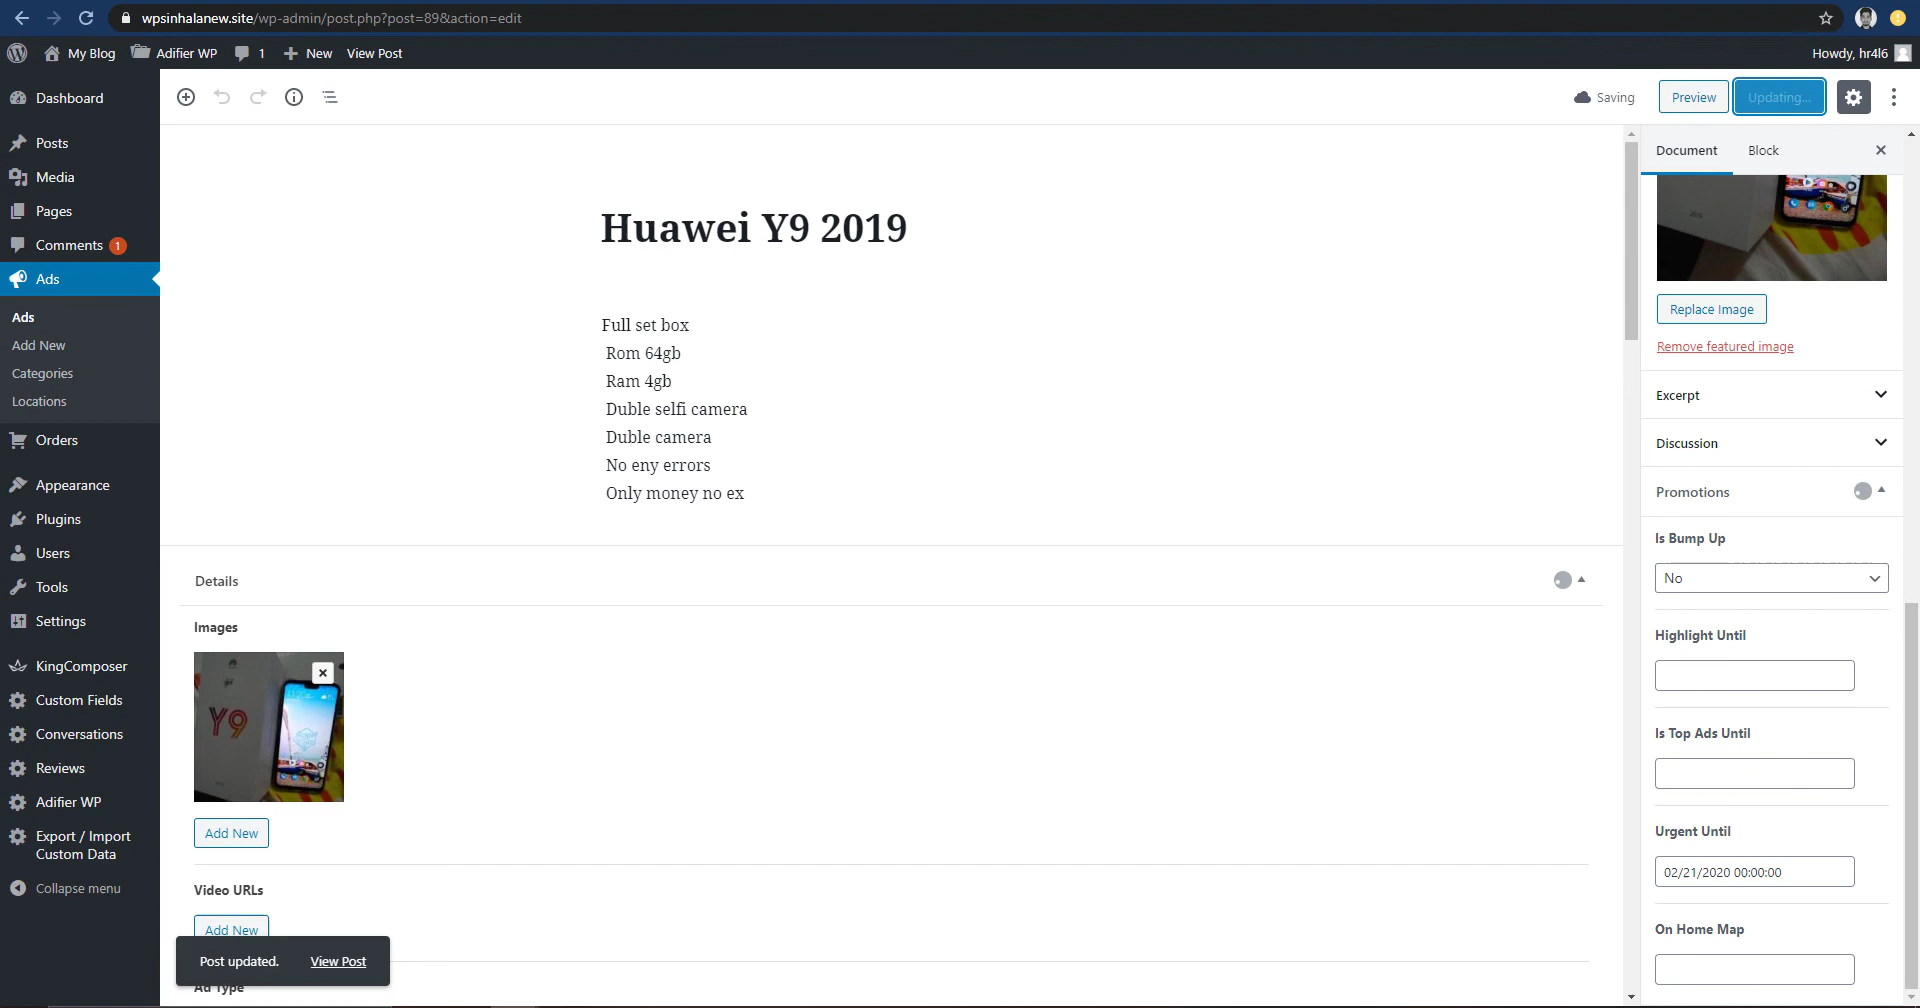 wpsinhalanew.site/wp-admin/post.php?post=89&action=edit
My Blog
Adifier WP
1
New
View Post
Howdy, hr4l6
Dashboard
Posts
Media
Pages
Comments 1
Ads
Ads
Add New
Categories
Locations
Orders
Appearance
Plugins
Users
Tools
Settings
KingComposer
Custom Fields
Conversations
Reviews
Adifier WP
Export / Import
Custom Data
Collapse menu
Saving
Preview
Updating...
Huawei Y9 2019
Full set box
Rom 64gb
Ram 4gb
Duble selfi camera
Duble camera
No eny errors
Only money no ex
Details
Images
Y9
Add New
Video URLs
Add New
Post updated.
View Post
Ad Type
Document
Block
Replace Image
Remove featured image
Excerpt
Discussion
Promotions
Is Bump Up
No
Highlight Until
Is Top Ads Until
Urgent Until
02/21/2020 00:00:00
On Home Map